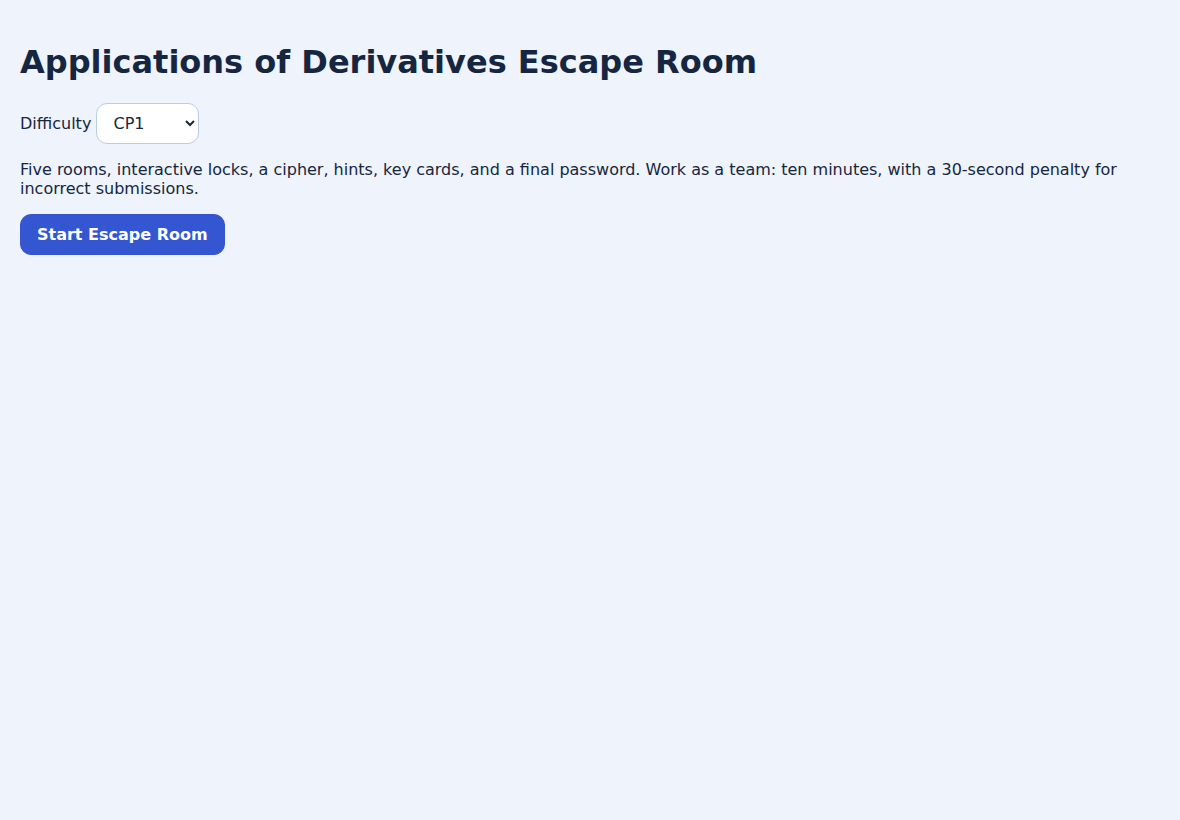 Applications of Derivatives Escape Room
Difficulty CP1
Five rooms, interactive locks, a cipher, hints, key cards, and a final password. Work as a team: ten minutes, with a 30-second penalty for
incorrect submissions.
Start Escape Room